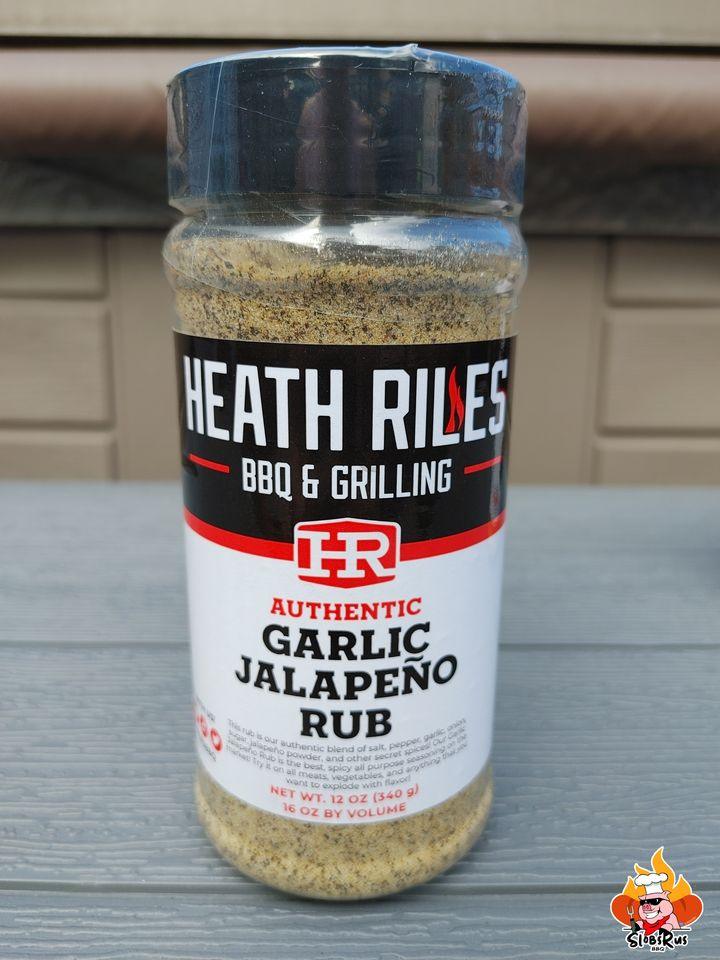 HEATH RILES
BBQ & GRILLING
HR
AUTHENTIC
GARLIC
JALAPEÑO
RUB
This rub is our authentic blend of salt, pepper, garlic, onion,
sugar, jalapeño powder, and other secret spices! Our Garlic
Jalapeño Rub is the best, spicy all purpose seasoning on the
market! Try it on all meats, vegetables, and anything that you
want to explode with flavor!
NET WT. 12 OZ (340 g)
16 OZ BY VOLUME
Slobs'R'us
BBQ